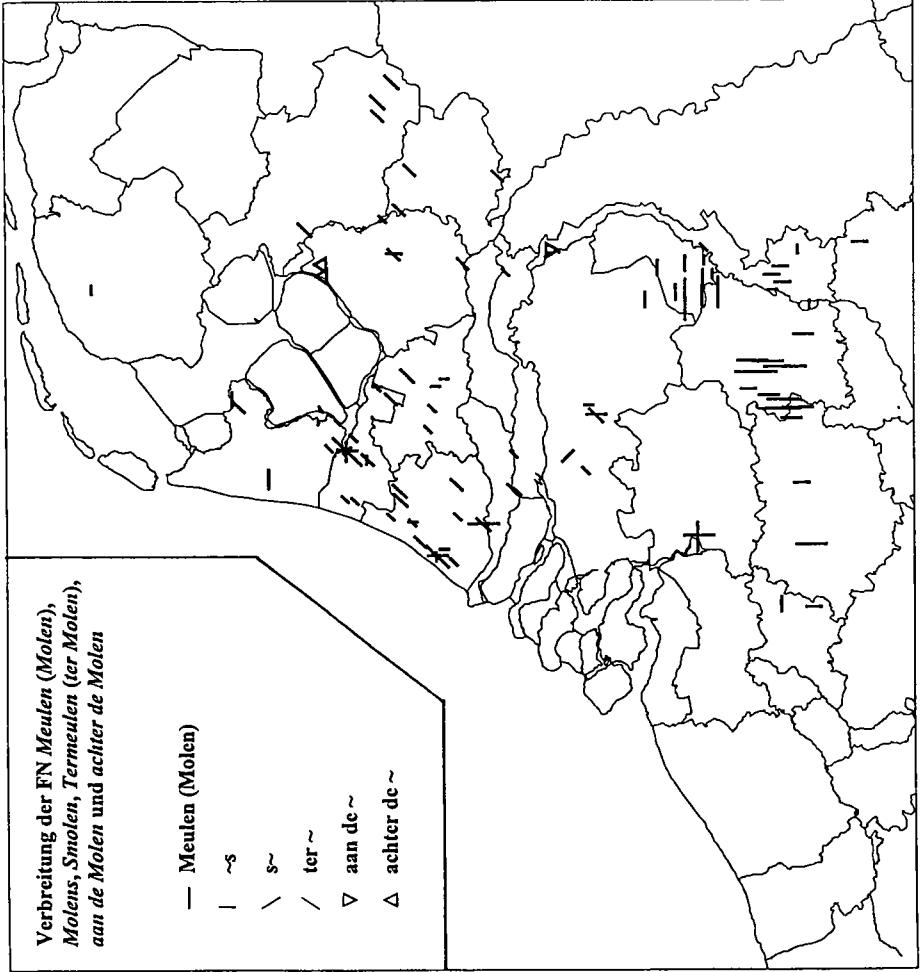 Verbreitung der FN Meulen (Molen),
Molens, Smolen, Termeulen (ter Molen),
aan de Molen und achter de Molen
Meulen (Molen)
~s
s~
ter ~
aan de ~
achter de ~